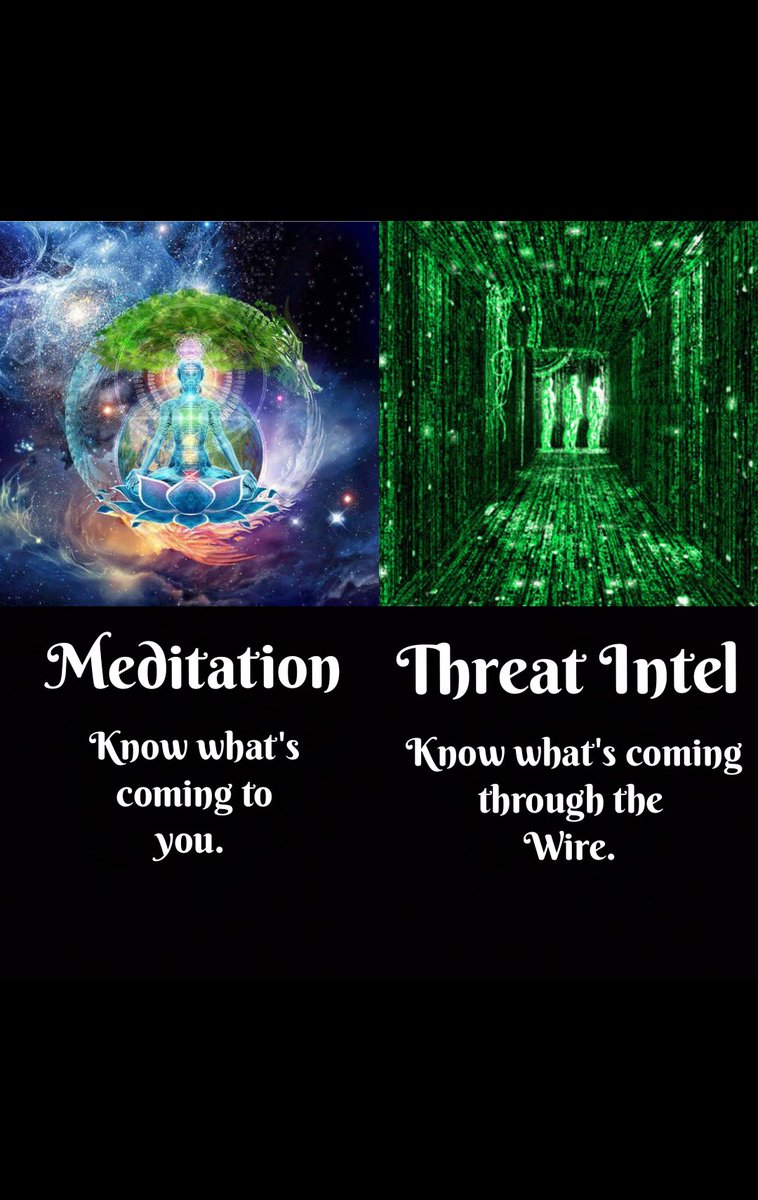 Meditation
Know what's
coming to
you.
Threat Intel
Know what's coming
through the
Wire.